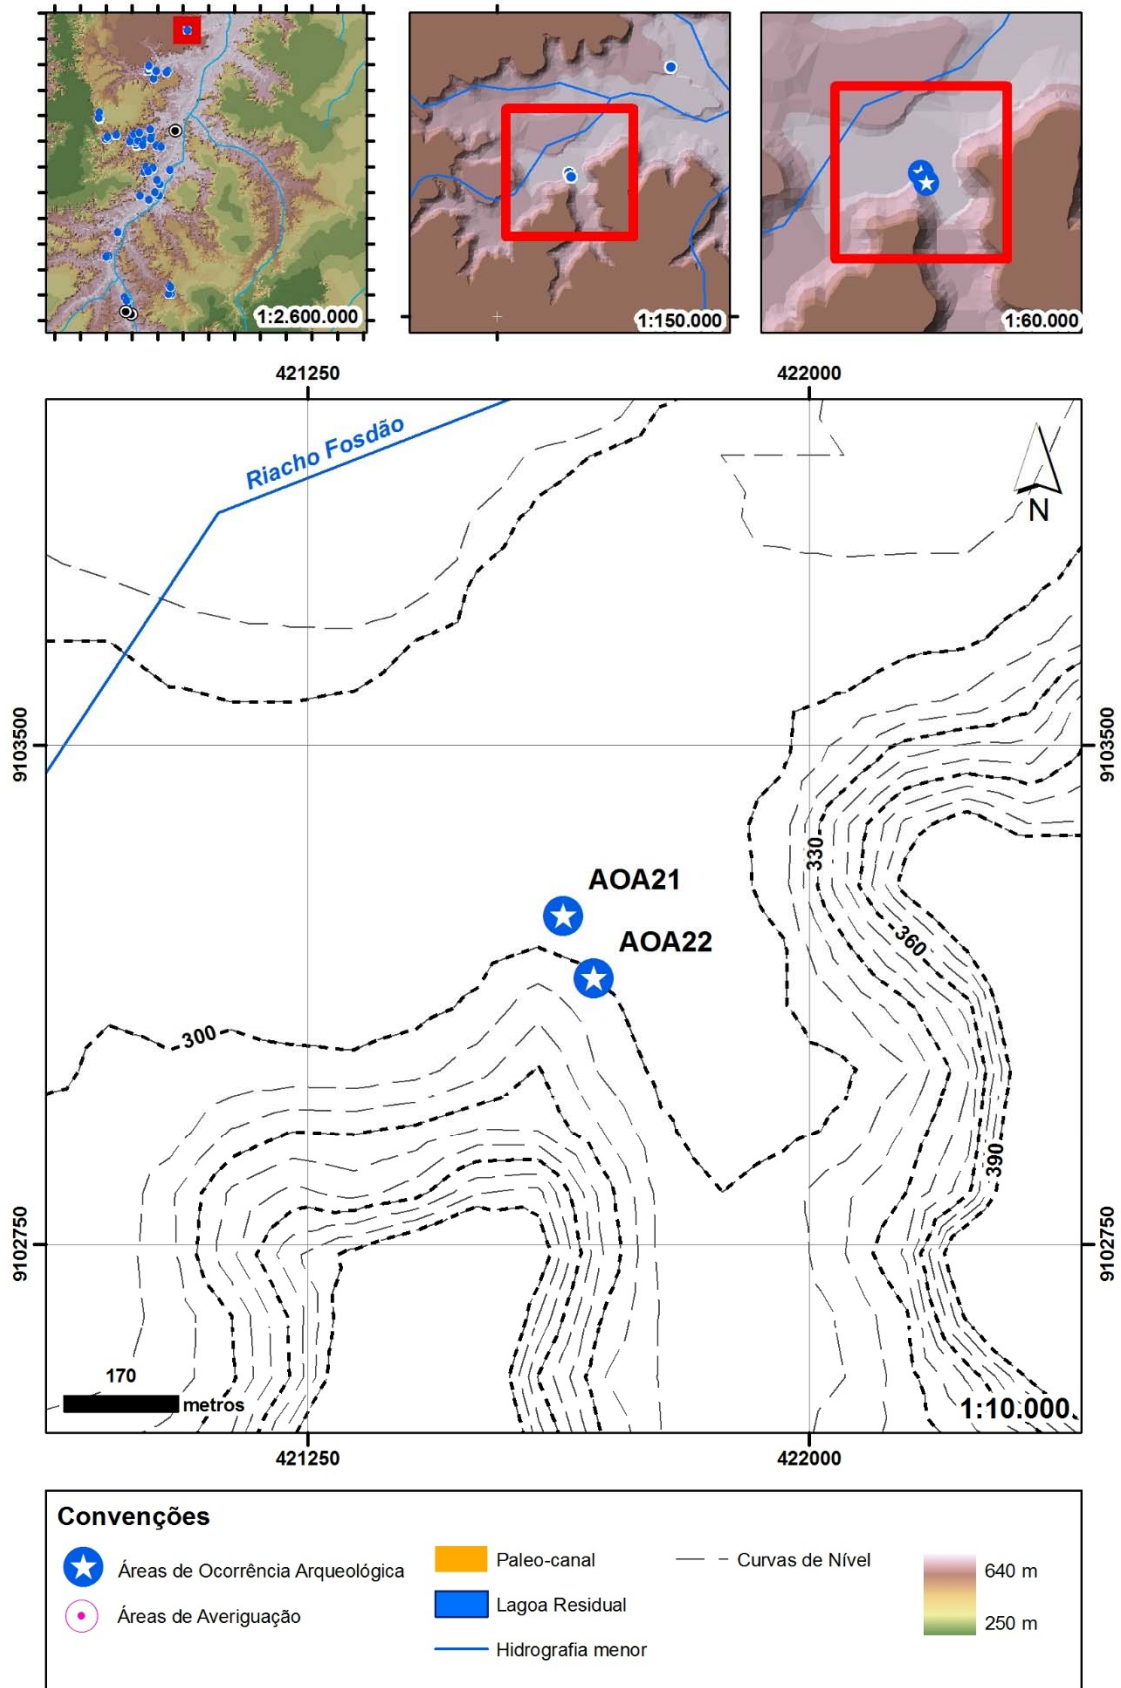 1:2.600.000
1:150.000
1:60.000
421250
422000
Riacho Fosdão
N
9103500
9103500
330
AOA21
360
AOA22
300
390
9102750
9102750
170
metros
1:10.000
421250
422000
Convenções
Áreas de Ocorrência Arqueológica
Áreas de Averiguação
Paleo-canal
Lagoa Residual
Hidrografia menor
Curvas de Nível
640 m
250 m